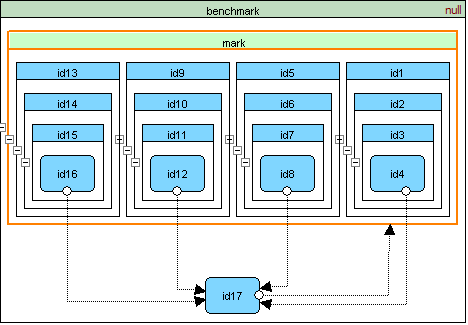 benchmark null
mark
id13 id9 id5 id1
id14 id10 id6 id2
id15 id11 id7 id3
id16 id12 id8 id4
id17